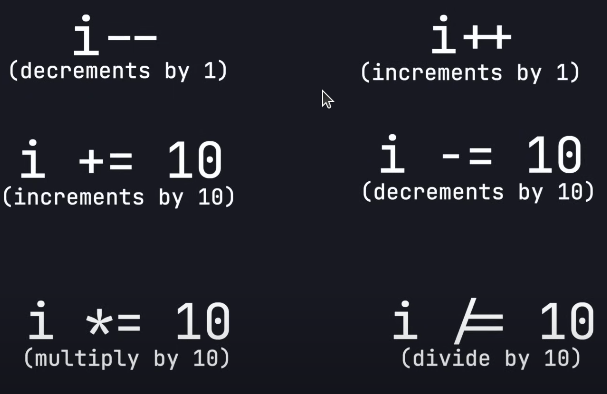 i--
(decrements by 1)
i++
(increments by 1)
i += 10
(increments by 10)
i -= 10
(decrements by 10)
i *= 10
(multiply by 10)
i /= 10
(divide by 10)